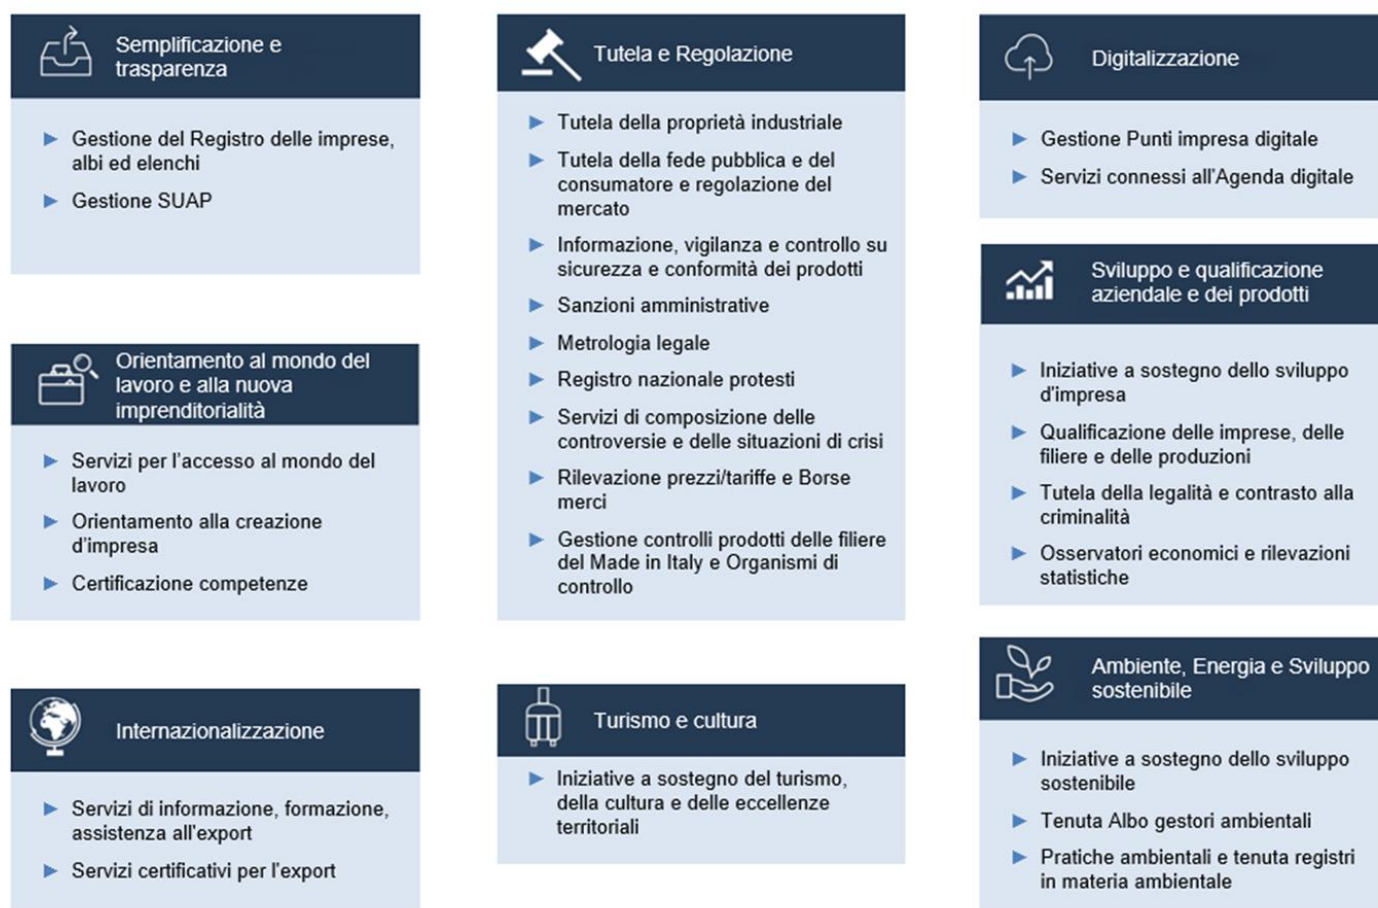 Semplificazione e
trasparenza
► Gestione del Registro delle imprese,
albi ed elenchi
► Gestione SUAP
Orientamento al mondo del
lavoro e alla nuova
imprenditorialità
► Servizi per l'accesso al mondo del
lavoro
► Orientamento alla creazione
d'impresa
► Certificazione competenze
Internazionalizzazione
► Servizi di informazione, formazione,
assistenza all'export
► Servizi certificativi per l'export
Tutela e Regolazione
► Tutela della proprietà industriale
► Tutela della fede pubblica e del
consumatore e regolazione del
mercato
► Informazione, vigilanza e controllo su
sicurezza e conformità dei prodotti
► Sanzioni amministrative
► Metrologia legale
► Registro nazionale protesti
► Servizi di composizione delle
controversie e delle situazioni di crisi
► Rilevazione prezzi/tariffe e Borse
merci
► Gestione controlli prodotti delle filiere
del Made in Italy e Organismi di
controllo
Turismo e cultura
► Iniziative a sostegno del turismo,
della cultura e delle eccellenze
territoriali
Digitalizzazione
► Gestione Punti impresa digitale
► Servizi connessi all'Agenda digitale
Sviluppo e qualificazione
aziendale e dei prodotti
► Iniziative a sostegno dello sviluppo
d'impresa
► Qualificazione delle imprese, delle
filiere e delle produzioni
► Tutela della legalità e contrasto alla
criminalità
► Osservatori economici e rilevazioni
statistiche
Ambiente, Energia e Sviluppo
sostenibile
► Iniziative a sostegno dello sviluppo
sostenibile
► Tenuta Albo gestori ambientali
► Pratiche ambientali e tenuta registri
in materia ambientale